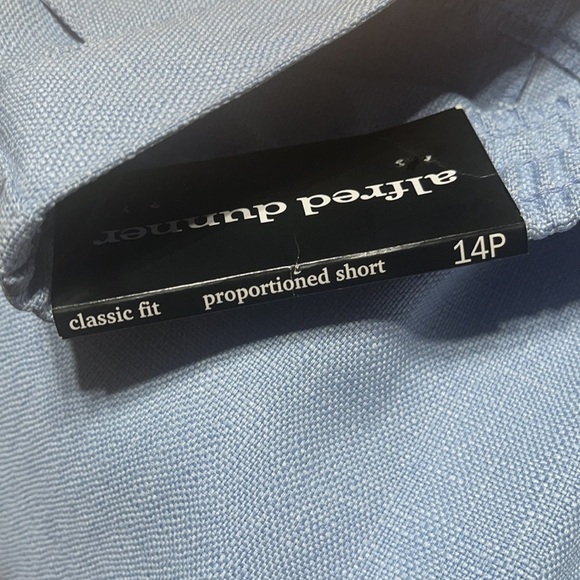 alfred dunner
classic fit proportioned short 14P